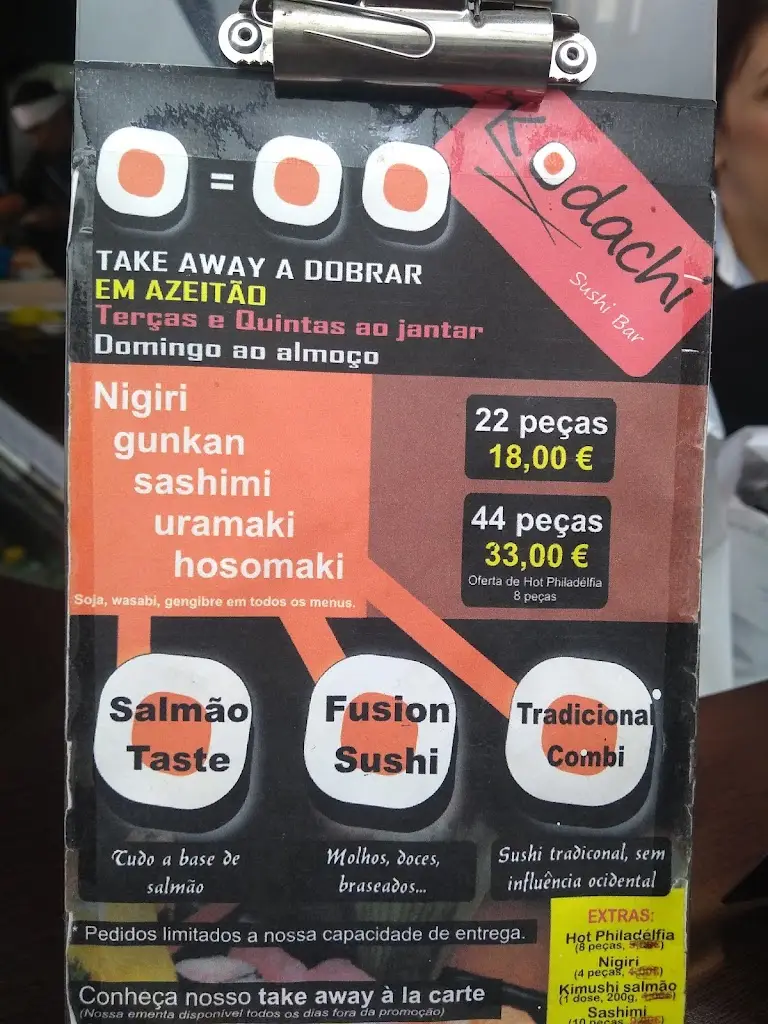 Kodachi
Sushi Bar
=
TAKE AWAY A DOBRAR
EM AZEITÃO
Terças e Quintas ao jantar
Domingo ao almoço
Nigiri
gunkan
sashimi
uramaki
hosomaki
Soja, wasabi, gengibre em todos os menus.
22 peças
18,00 €
44 peças
33,00 €
Oferta de Hot Philadélfia
8 peças
Salmão
Taste
Fusion
Sushi
Tradicional
Combi
Tudo a base de
salmão
Molhos, doces,
braseados...
Sushi tradiconal, sem
influência ocidental
* Pedidos limitados a nossa capacidade de entrega.
Conheça nosso take away à la carte
(Nossa ementa disponível todos os dias fora da promoção)
EXTRAS:
Hot Philadélfia
(8 peças,
Nigiri
(4 peças,
Kimushi salmão
(1 dose, 200g,
Sashimi
(10 peças